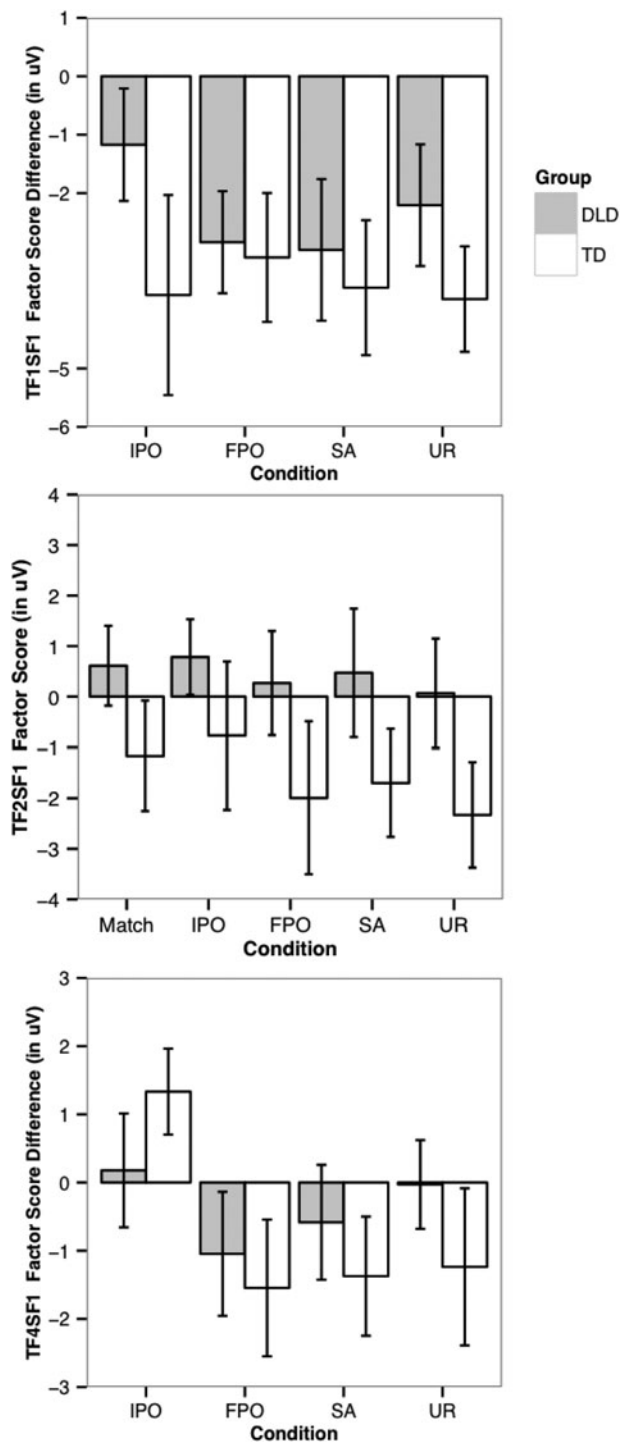 TF1SF1 Factor Score Difference (in uV)
1
0
-1
-2
-5
-6
IPO FPO SA UR
Condition
Group
DLD
TD
TF2SF1 Factor Score (in uV)
4
3
2
1
0
-1
-2
-3
-4
Match IPO FPO SA UR
Condition
TF4SF1 Factor Score Difference (in uV)
3
2
1
0
-1
-2
-3
IPO FPO SA UR
Condition